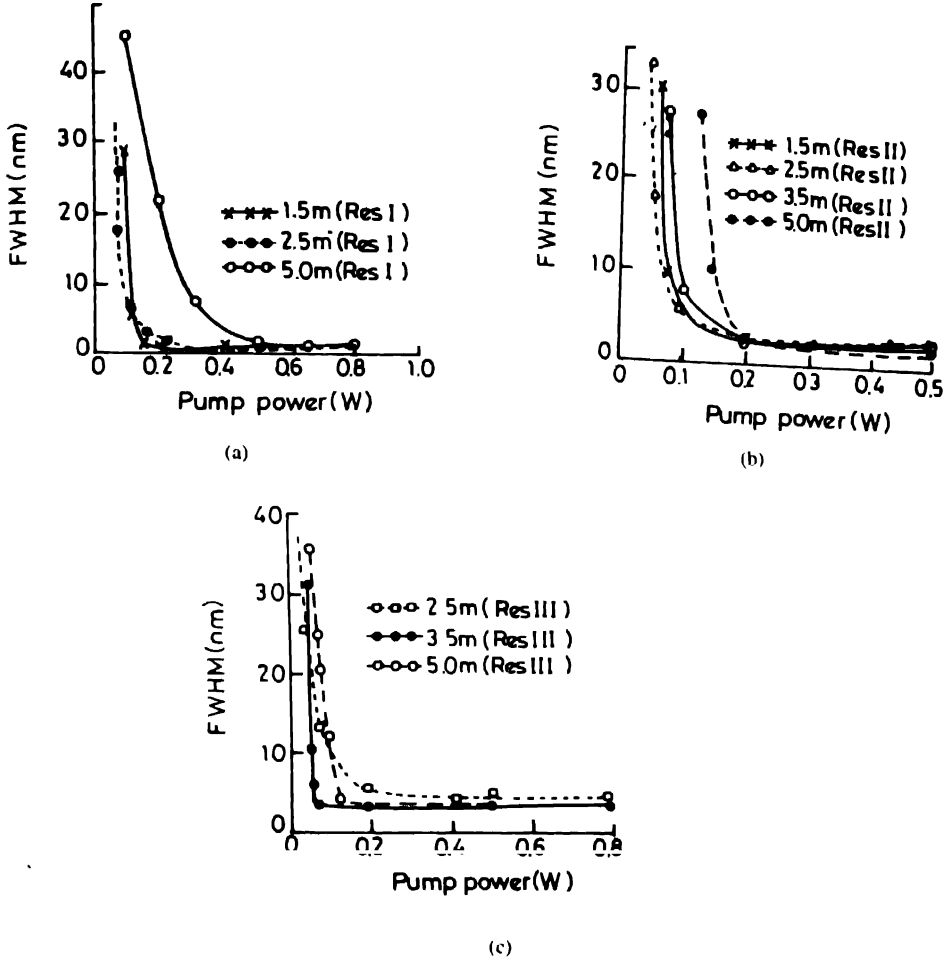 40
30
20
10
0
FWHM (nm)
1.5m (Res I)
2.5m (Res I)
5.0m (Res I)
0 0.2 0.4 0.6 0.8 1.0
Pump power (W)
(a)
30
20
10
0
FWHM (nm)
1.5m (Res II)
2.5m (Res II)
3.5m (Res II)
5.0m (Res II)
0 0.1 0.2 0.3 0.4 0.5
Pump power (W)
(b)
40
30
20
10
0
FWHM (nm)
2 5m ( Res III )
3 5m ( Res III )
5.0m ( Res III )
0 0.2 0.4 0.6 0.8
Pump power (W)
(c)